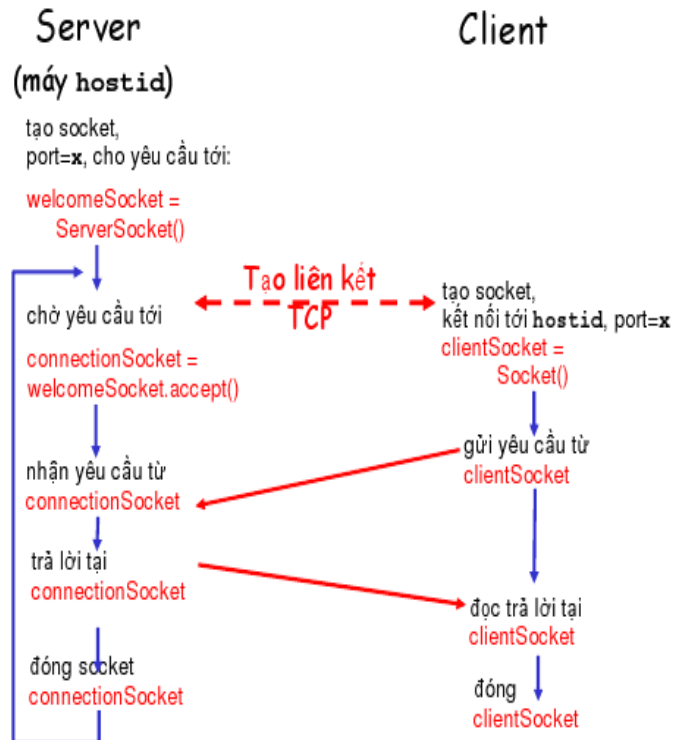 Server
(máy hostid)
tạo socket,
port=x, cho yêu cầu tới:
welcomeSocket =
ServerSocket()
chờ yêu cầu tới
connectionSocket =
welcomeSocket.accept()
nhận yêu cầu từ
connectionSocket
trả lời tại
connectionSocket
đóng socket
connectionSocket
Tạo liên kết
TCP
Client
tạo socket,
kết nối tới hostid, port=x
clientSocket =
Socket()
gửi yêu cầu từ
clientSocket
đọc trả lời tại
clientSocket
đóng
clientSocket